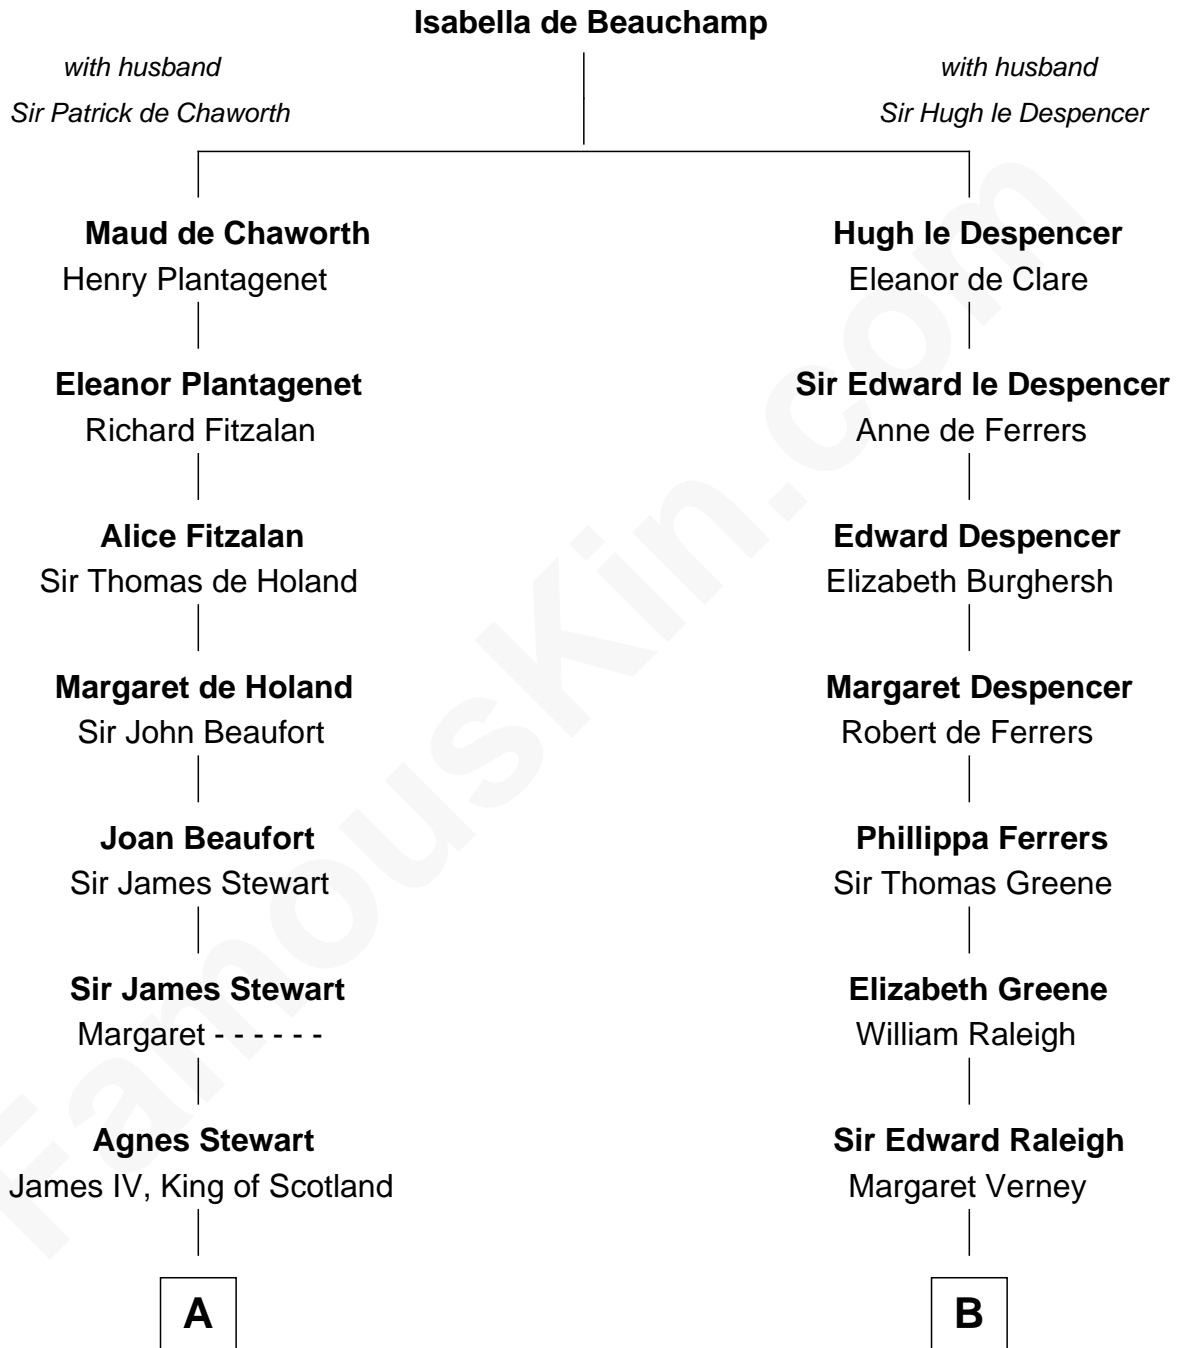 Isabella de Beauchamp
with husband
Sir Patrick de Chaworth
with husband
Sir Hugh le Despencer
Maud de Chaworth
Henry Plantagenet
Hugh le Despencer
Eleanor de Clare
Eleanor Plantagenet
Richard Fitzalan
Sir Edward le Despencer
Anne de Ferrers
Alice Fitzalan
Sir Thomas de Holand
Edward Despencer
Elizabeth Burghersh
Margaret de Holand
Sir John Beaufort
Margaret Despencer
Robert de Ferrers
Joan Beaufort
Sir James Stewart
Phillippa Ferrers
Sir Thomas Greene
Sir James Stewart
Margaret - - - - - -
Elizabeth Greene
William Raleigh
Agnes Stewart
James IV, King of Scotland
Sir Edward Raleigh
Margaret Verney
A
B
FamousKin.com